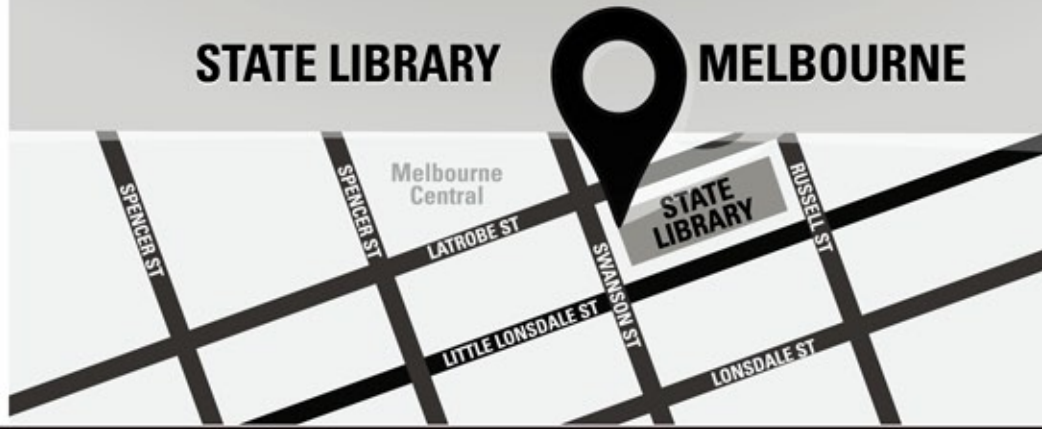 STATE LIBRARY MELBOURNE
SPENCER ST
SPENCER ST
Melbourne
Central
LATROBE ST
STATE
LIBRARY
RUSSELL ST
SWANSON ST
LITTLE LONSDALE ST
LONSDALE ST